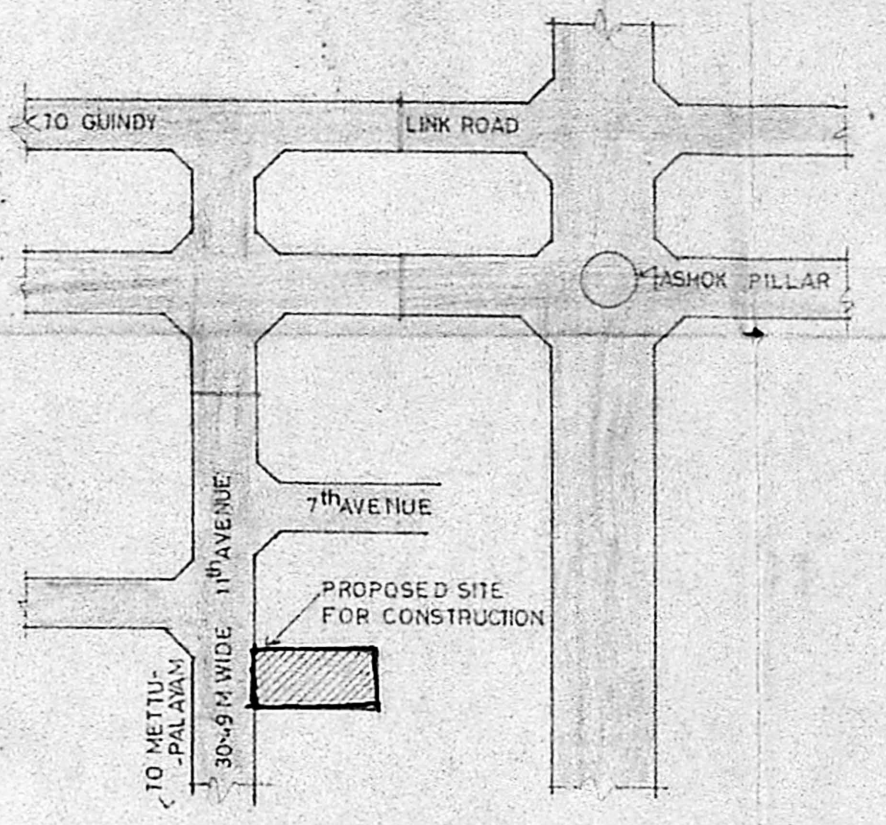 TO GUINDY
LINK ROAD
ASHOK PILLAR
7th AVENUE
11th AVENUE
PROPOSED SITE
FOR CONSTRUCTION
30.49 M WIDE
TO METTU-
-PALAYAM